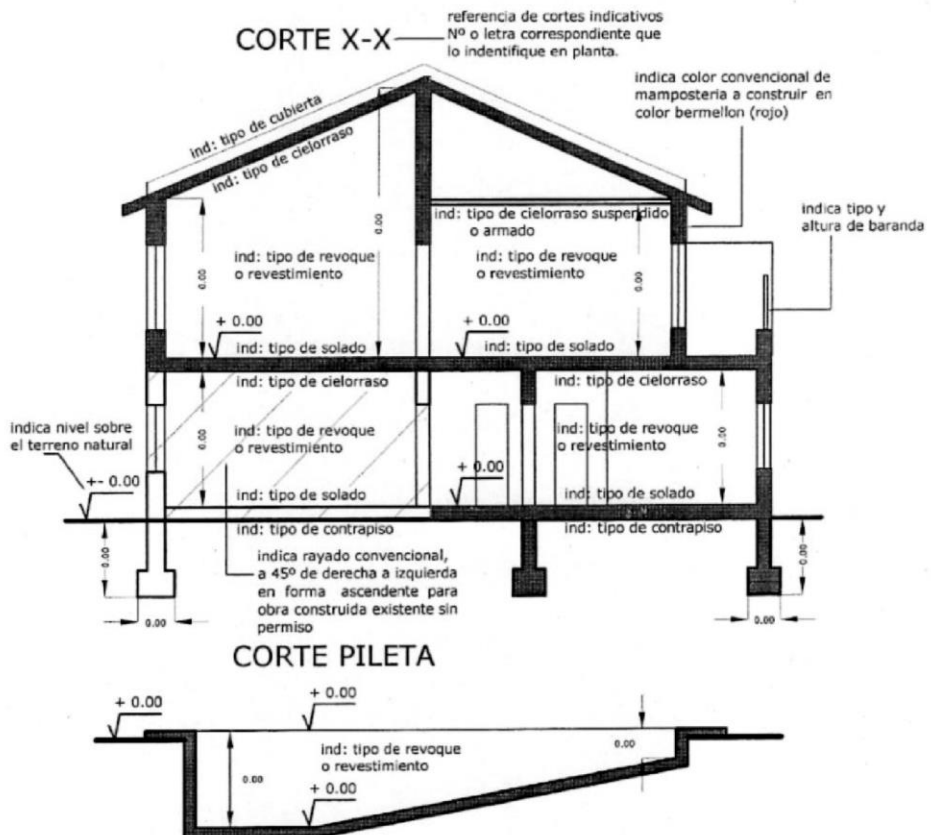 CORTE X-X
referencia de cortes indicativos
Nº o letra correspondiente que
lo indentifique en planta.
indica color convencional de
mamposteria a construir en
color bermellon (rojo)
ind: tipo de cubierta
ind: tipo de cielorraso
0.00
ind: tipo de cielorraso suspendido
o armado
indica tipo y
altura de baranda
ind: tipo de revoque
o revestimiento
ind: tipo de revoque
o revestimiento
0.00
0.00
+ 0.00
+ 0.00
ind: tipo de solado
ind: tipo de solado
ind: tipo de cielorraso
ind: tipo de cielorraso
indica nivel sobre
el terreno natural
ind: tipo de revoque
o revestimiento
ind: tipo de revoque
o revestimiento
0.00
0.00
+- 0.00
+ 0.00
ind: tipo de solado
ind: tipo de solado
ind: tipo de contrapiso
ind: tipo de contrapiso
0.00
0.00
indica rayado convencional,
a 45º de derecha a izquierda
en forma ascendente para
obra construida existente sin
permiso
0.00
0.00
CORTE PILETA
+ 0.00
+ 0.00
ind: tipo de revoque
o revestimiento
0.00
0.00
+ 0.00